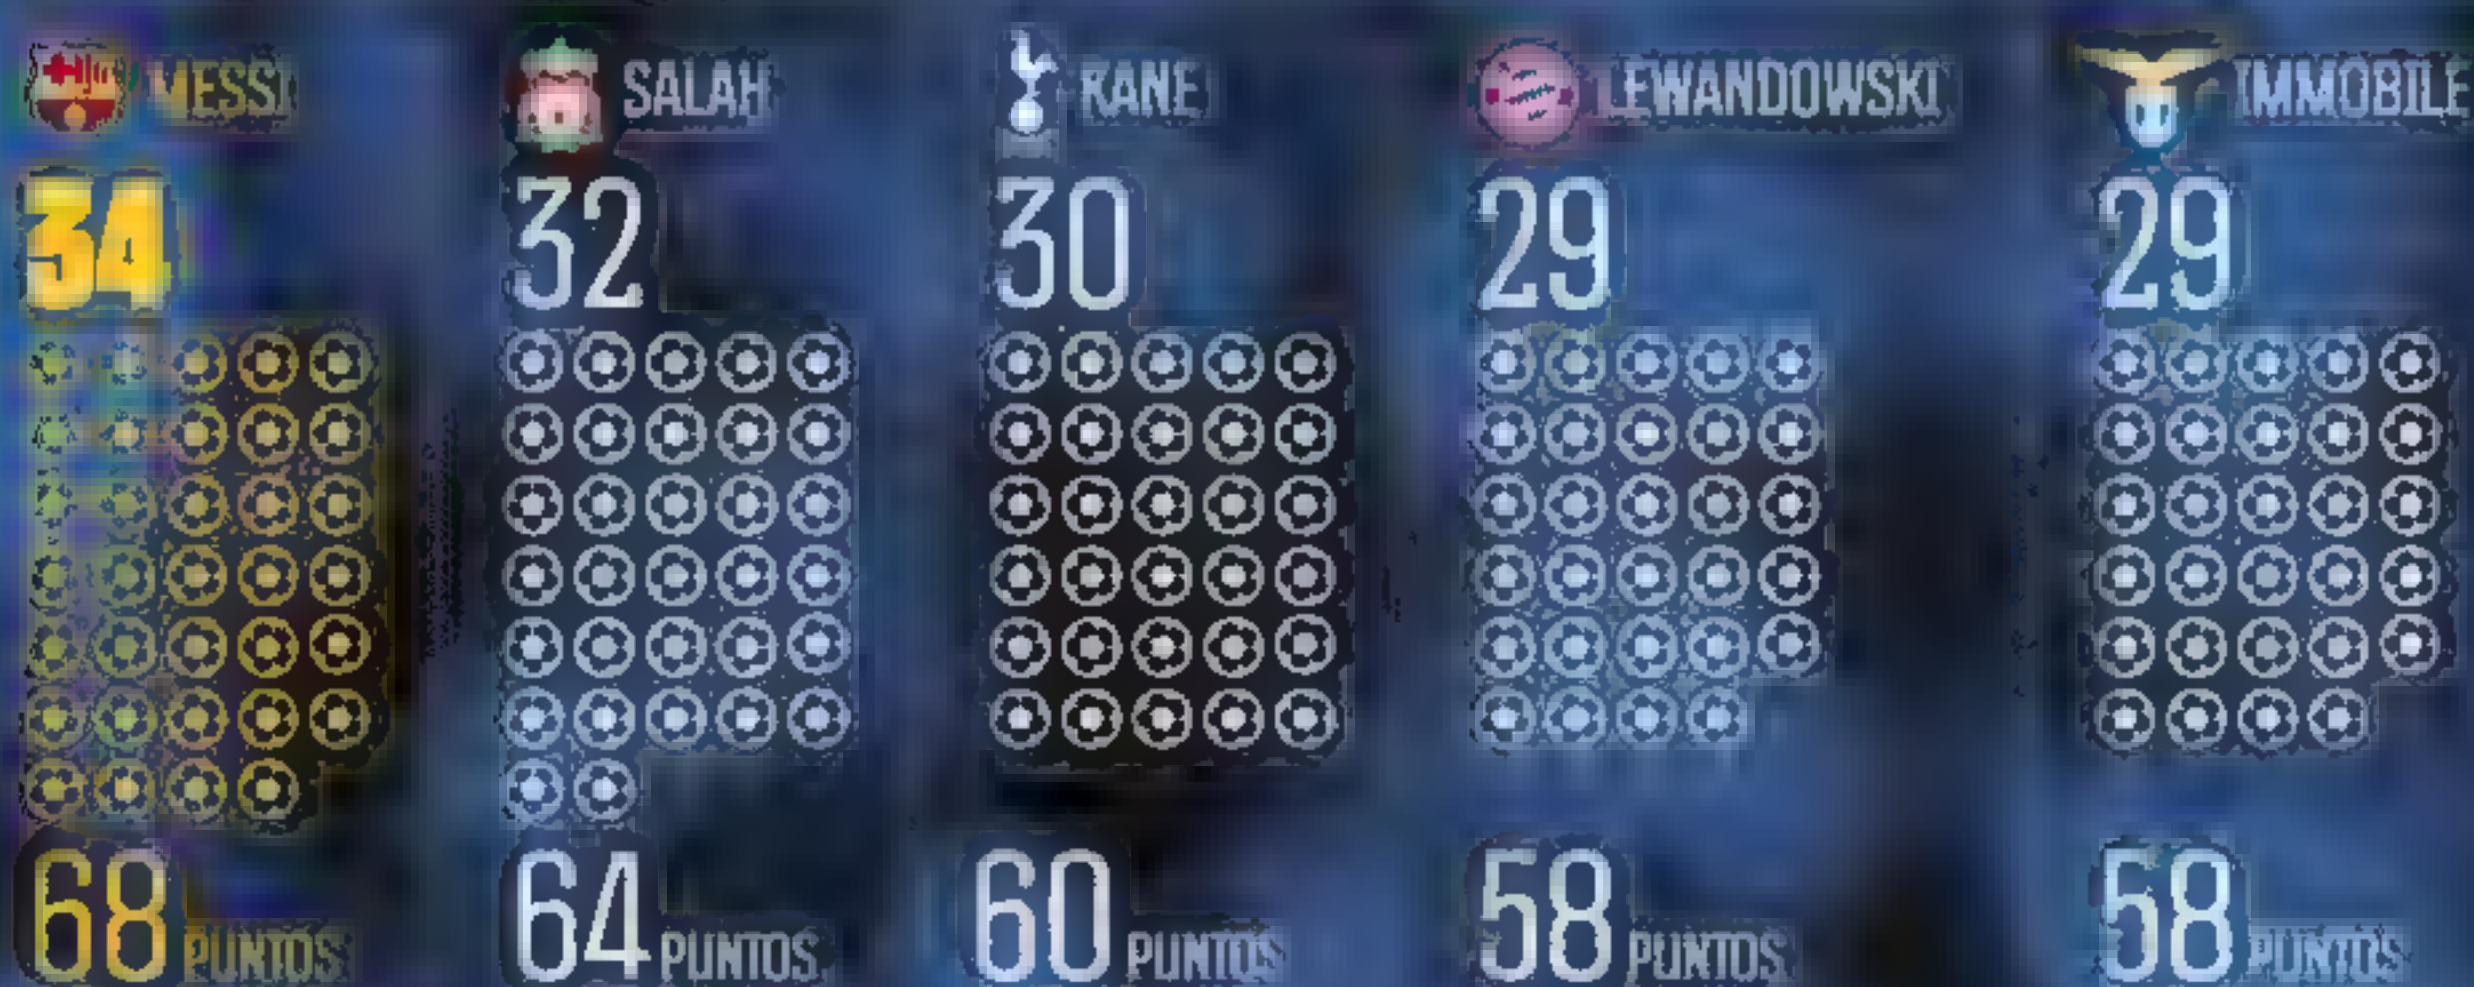 MESSI
34
68 PUNTOS
SALAH
32
64 PUNTOS
KANE
30
60 PUNTOS
LEWANDOWSKI
29
58 PUNTOS
IMMOBILE
29
58 PUNTOS